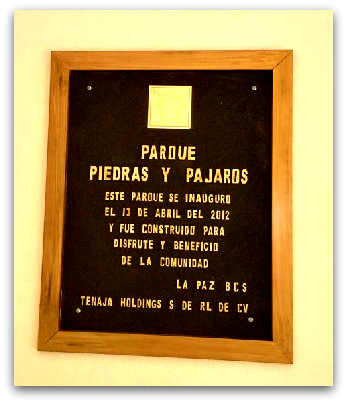 PARQUE
PIEDRAS Y PAJAROS
ESTE PARQUE SE INAUGURO
EL 13 DE ABRIL DEL 2012
Y FUE CONSTRUIDO PARA
DISFRUTE Y BENEFICIO
DE LA COMUNIDAD
LA PAZ BCS
TENAJA HOLDINGS S DE RL DE CV